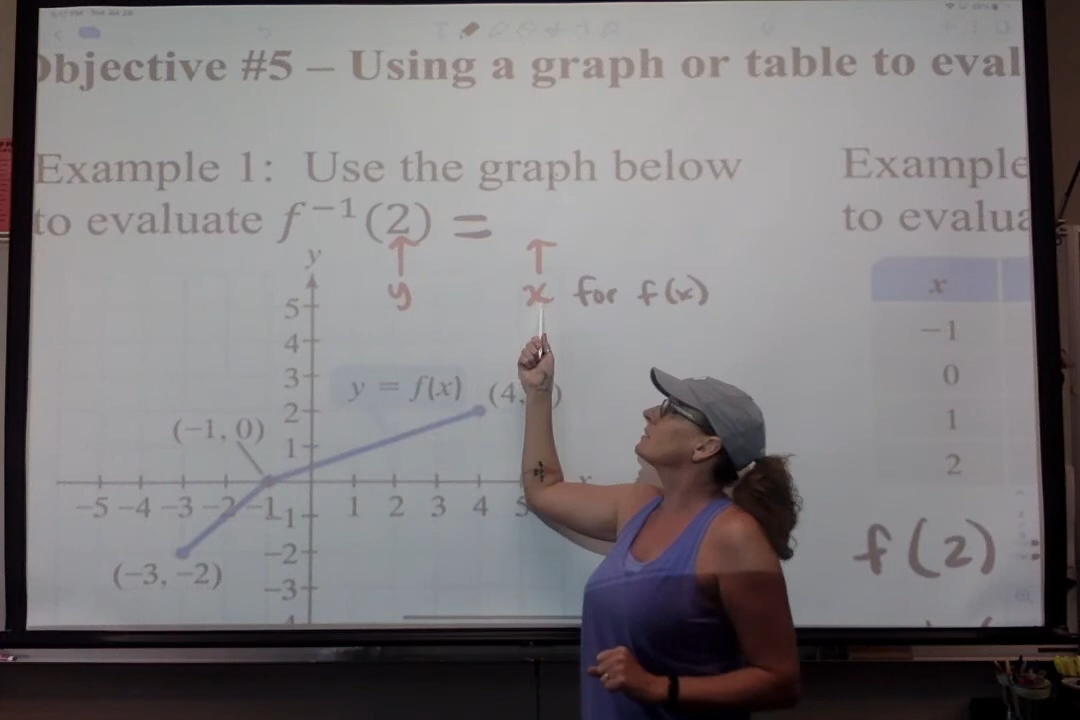 Objective #5 – Using a graph or table to eval
Example 1: Use the graph below
to evaluate f⁻¹(2) =
y x for f(x)
y
5
4
3
2
1
-1
-2
-3
y = f(x)
(4,
(-1, 0)
-5 -4 -3 -2 -1 1 2 3 4 5
x
(-3, -2)
Example
to evalua
x
-1
0
1
2
f(2) =